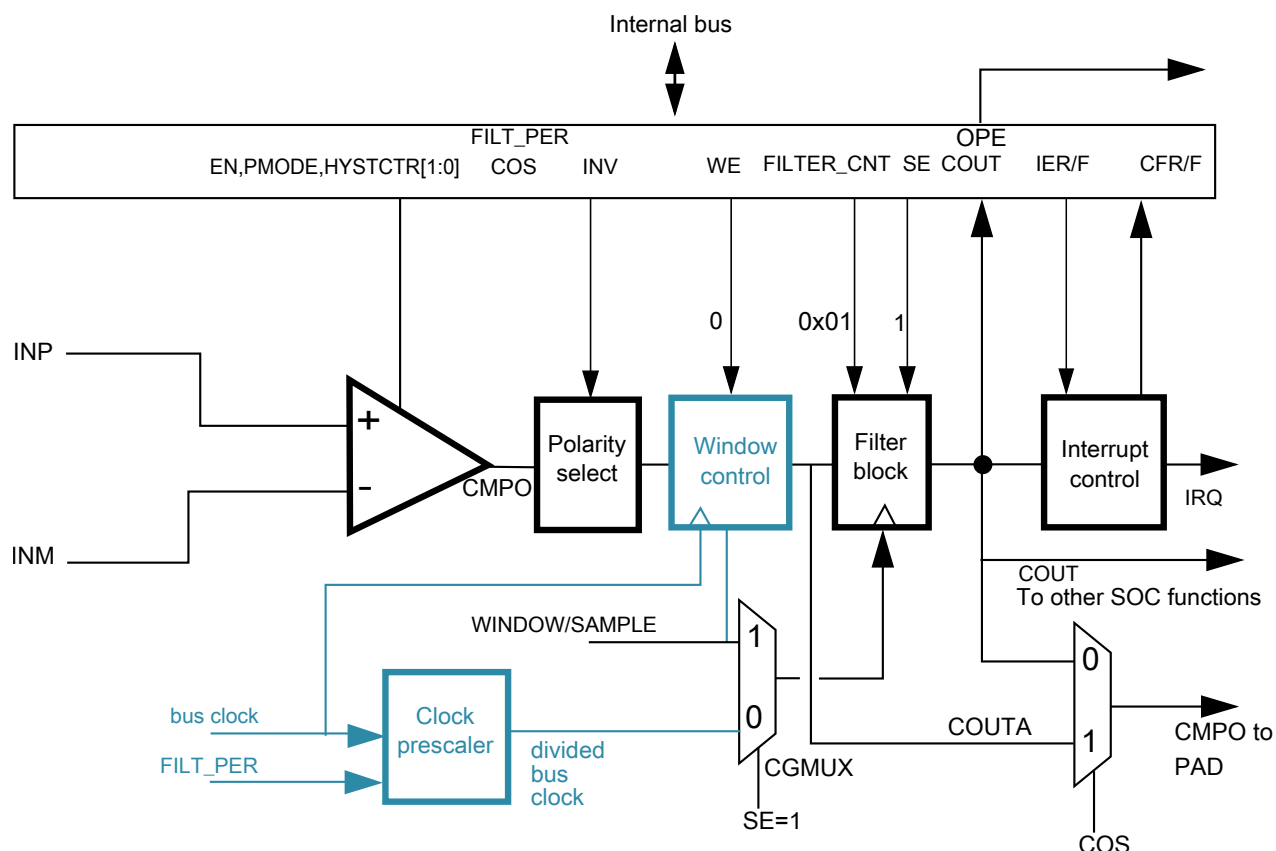 Internal bus
FILT_PER
OPE
EN,PMODE,HYSTCTR[1:0]
COS
INV
WE
FILTER_CNT
SE
COUT
IER/F
CFR/F
0
0x01
1
INP
+
-
INM
CMPO
Polarity
select
Window
control
Filter
block
Interrupt
control
IRQ
COUT
To other SOC functions
WINDOW/SAMPLE
1
0
CGMUX
SE=1
bus clock
FILT_PER
Clock
prescaler
divided
bus
clock
COUTA
0
1
CMPO to
PAD
COS